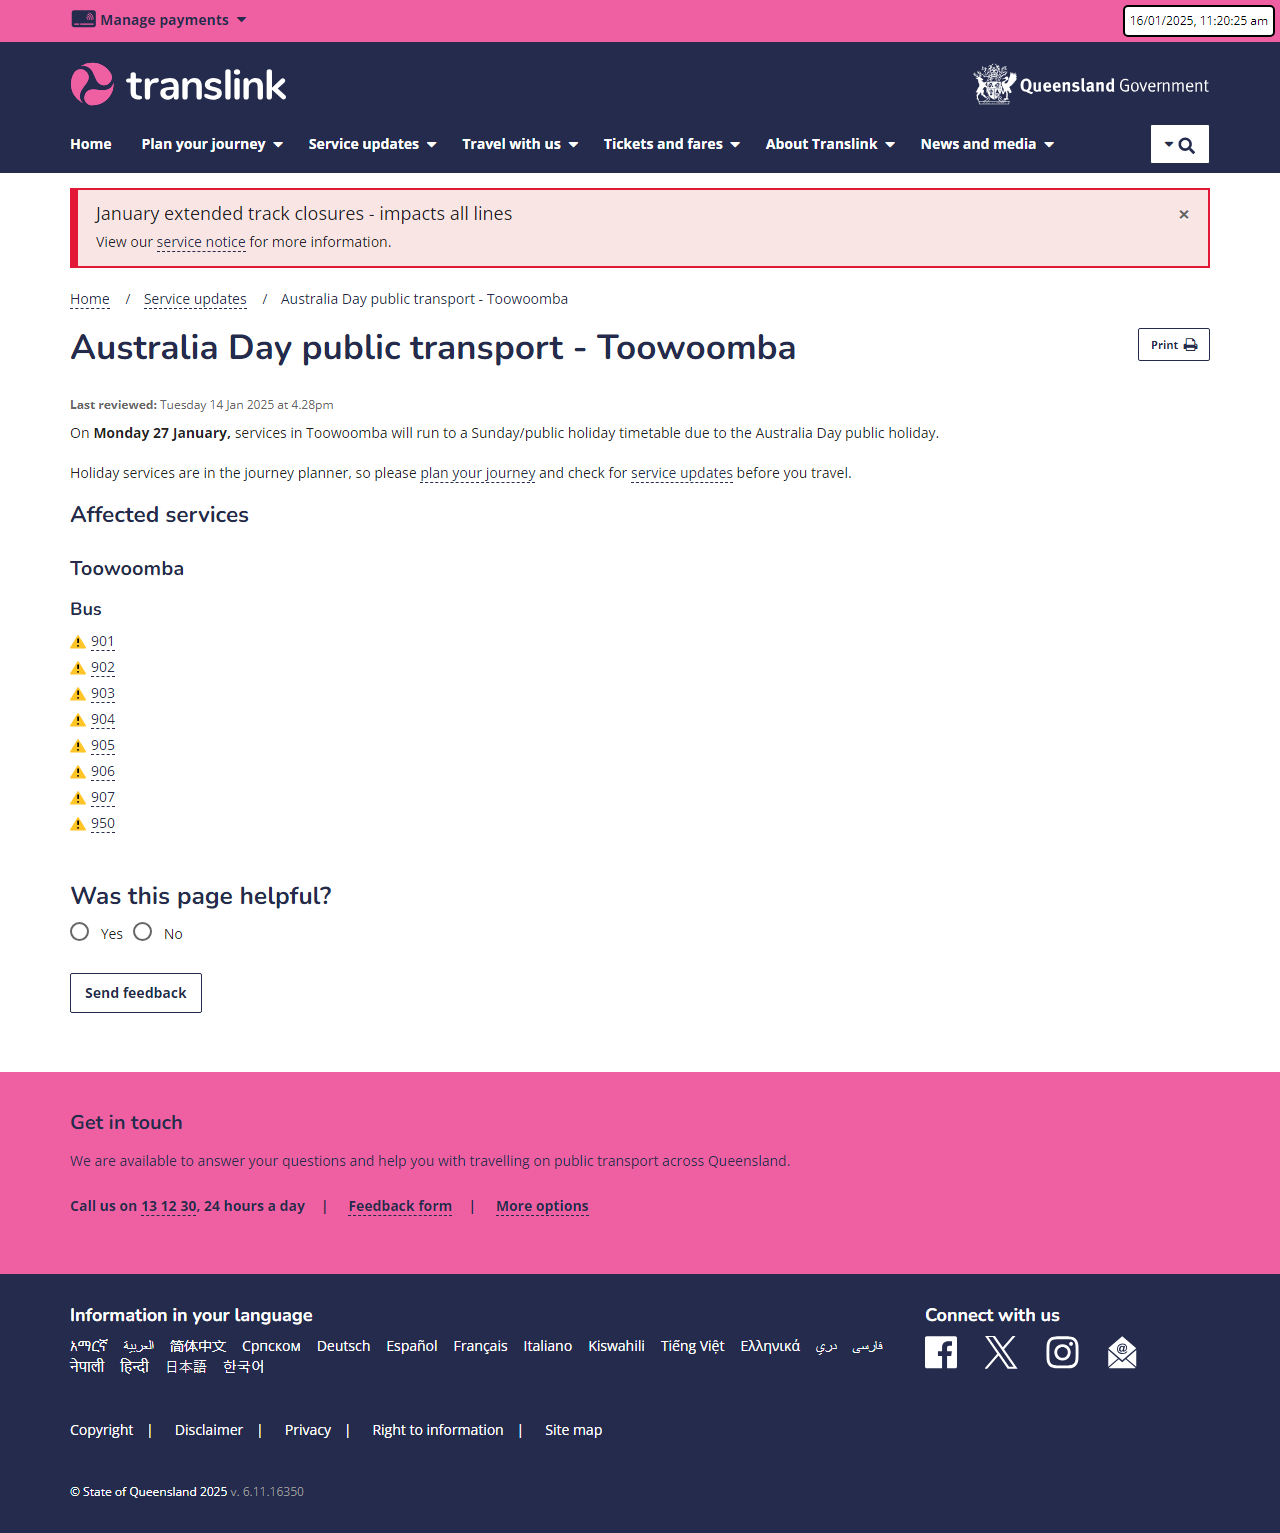 Manage payments
16/01/2025, 11:20:25 am
translink
Queensland Government
Home Plan your journey Service updates Travel with us Tickets and fares About Translink News and media
January extended track closures - impacts all lines
×
View our service notice for more information.
Home / Service updates / Australia Day public transport - Toowoomba
Australia Day public transport - Toowoomba
Print
Last reviewed: Tuesday 14 Jan 2025 at 4.28pm
On Monday 27 January, services in Toowoomba will run to a Sunday/public holiday timetable due to the Australia Day public holiday.
Holiday services are in the journey planner, so please plan your journey and check for service updates before you travel.
Affected services
Toowoomba
Bus
901
902
903
904
905
906
907
950
Was this page helpful?
Yes No
Send feedback
Get in touch
We are available to answer your questions and help you with travelling on public transport across Queensland.
Call us on 13 12 30, 24 hours a day | Feedback form | More options
Information in your language
Connect with us
አማርኛ العربية 简体中文 Српском Deutsch Español Français Italiano Kiswahili Tiếng Việt Ελληνικά دري فارسی
नेपाली हिन्दी 日本語 한국어
Copyright | Disclaimer | Privacy | Right to information | Site map
© State of Queensland 2025 v. 6.11.16350